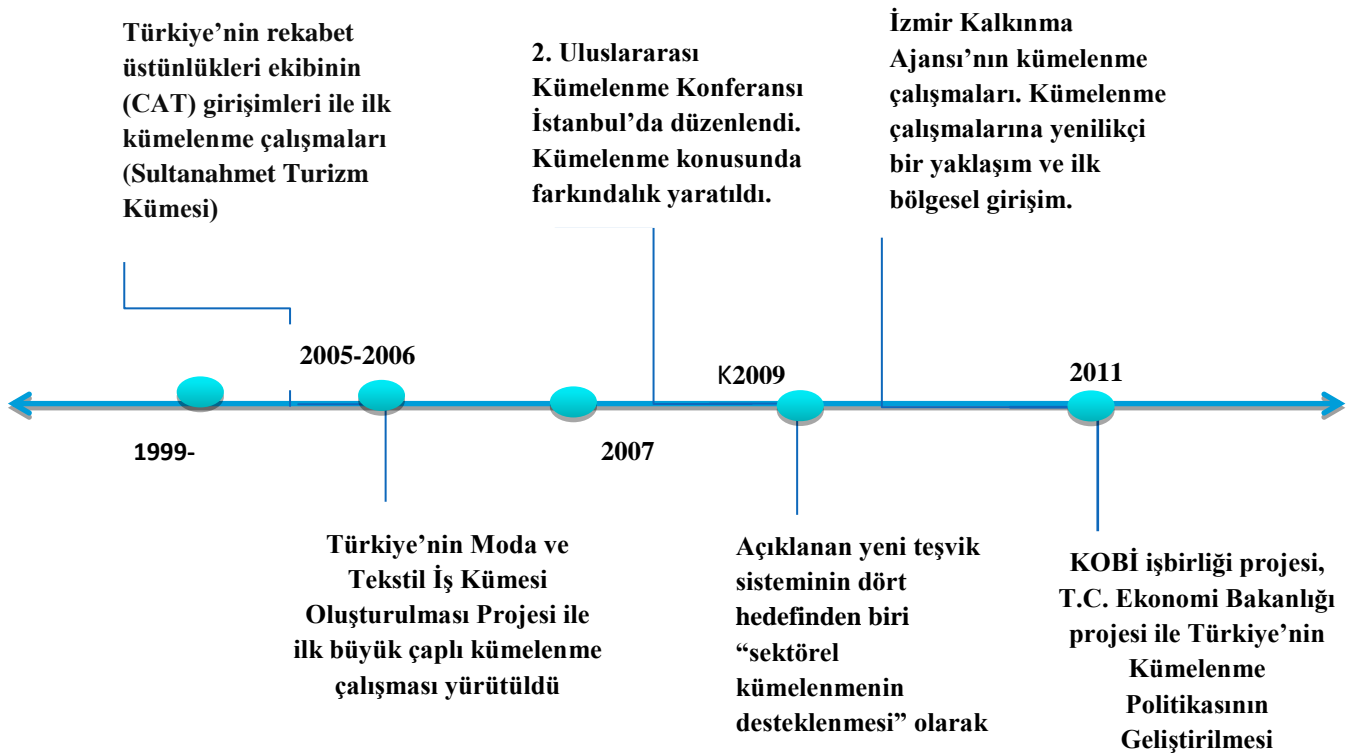 Türkiye’nin rekabet
üstünlükleri ekibinin
(CAT) girişimleri ile ilk
kümelenme çalışmaları
(Sultanahmet Turizm
Kümesi)
2. Uluslararası
Kümelenme Konferansı
İstanbul’da düzenlendi.
Kümelenme konusunda
farkındalık yaratıldı.
İzmir Kalkınma
Ajansı’nın kümelenme
çalışmaları. Kümelenme
çalışmalarına yenilikçi
bir yaklaşım ve ilk
bölgesel girişim.
2005-2006
K2009
2011
1999-
2007
Türkiye’nin Moda ve
Tekstil İş Kümesi
Oluşturulması Projesi ile
ilk büyük çaplı kümelenme
çalışması yürütüldü
Açıklanan yeni teşvik
sisteminin dört
hedefinden biri
“sektörel
kümelenmenin
desteklenmesi” olarak
KOBİ işbirliği projesi,
T.C. Ekonomi Bakanlığı
projesi ile Türkiye’nin
Kümelenme
Politikasının
Geliştirilmesi